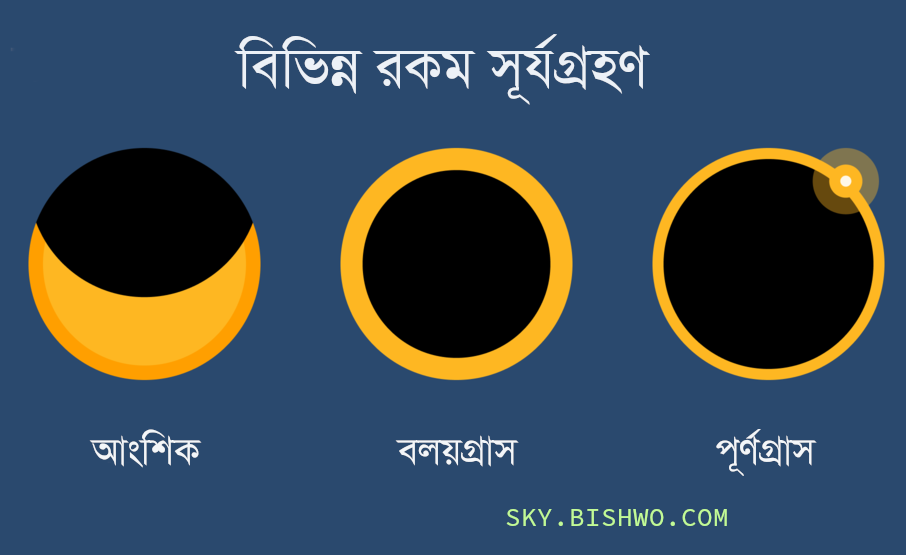 বিভিন্ন রকম সূর্যগ্রহণ
আংশিক
বলয়গ্রাস
পূর্ণগ্রাস
SKY.BISHWO.COM